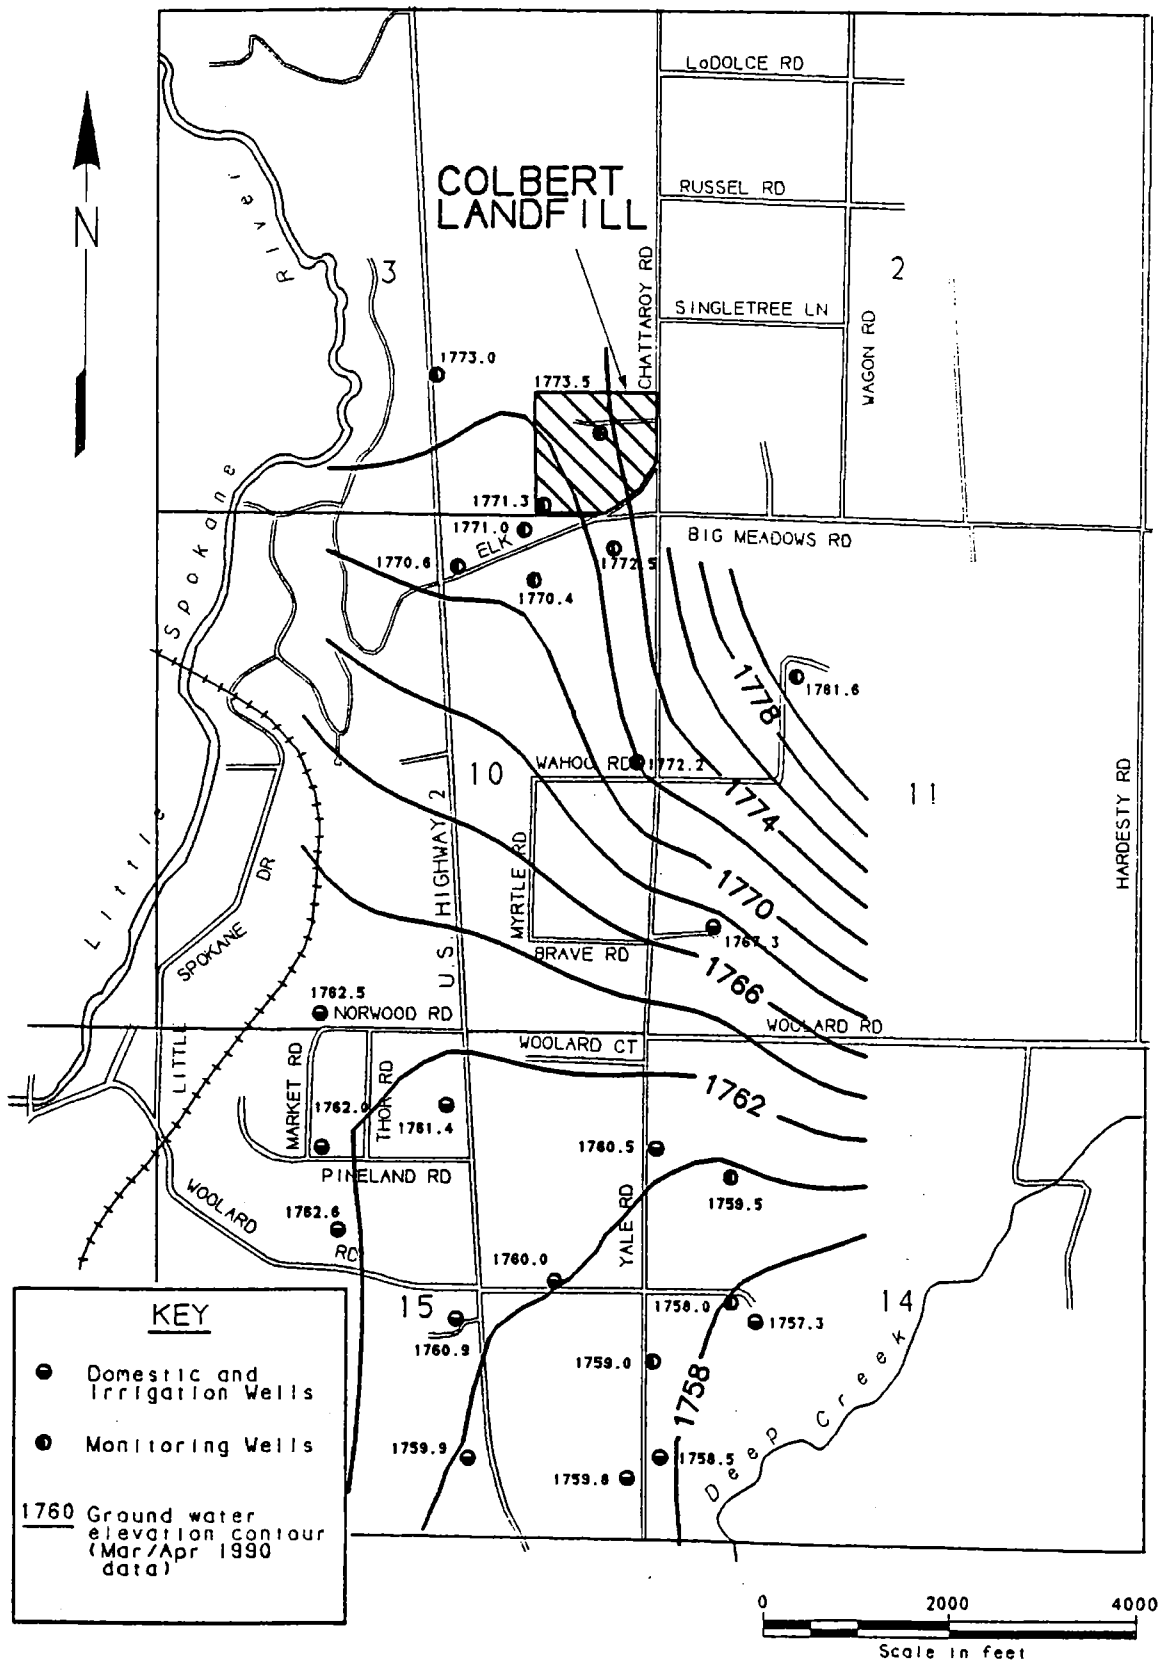 LaDOLCE RD
COLBERT
LANDFILL
RUSSEL RD
River
N
3
2
CHATTAROY RD
SINGLETREE LN
WAGON RD
1773.0
1773.5
Spokane
1771.3
1771.0
ELK
BIG MEADOWS RD
1770.6
1772.5
1770.4
1781.6
1778
WAHOO RD
1772.2
10
11
1774
HARDESTY RD
U.S. HIGHWAY 2
Little
DR
MYRTLE RD
1770
SPOKANE
BRAVE RD
1767.3
1766
1762.5
NORWOOD RD
WOOLARD RD
WOOLARD CT
LITTLE
MARKET RD
THOR RD
1762
1762.0
1761.4
1760.5
PINELAND RD
1759.5
WOOLARD
RD
1762.6
YALE RD
1760.0
15
14
1758.0
1757.3
1760.9
1759.0
1758
Deep Creek
1759.9
1758.5
1759.8
KEY
Domestic and
Irrigation Wells
Monitoring Wells
1760 Ground water
elevation contour
(Mar/Apr 1990
data)
0 2000 4000
Scale in feet